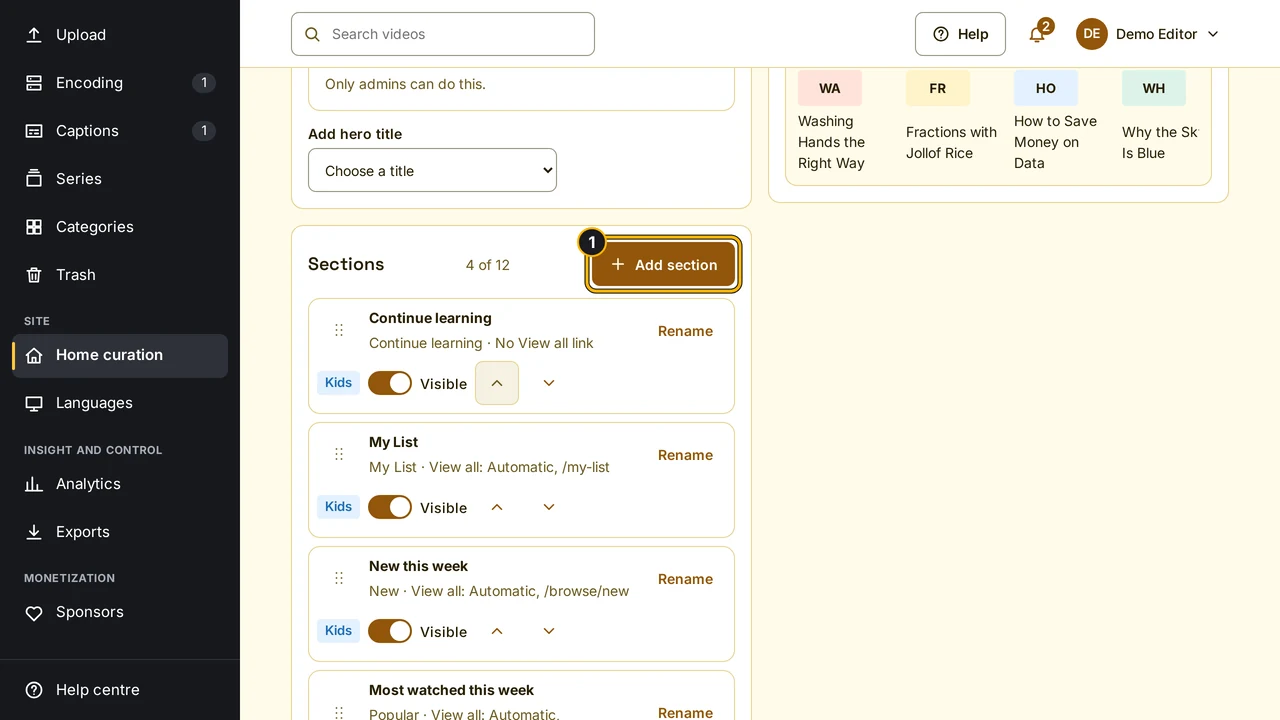 Upload
Encoding
1
Captions
1
Series
Categories
Trash
SITE
Home curation
Languages
INSIGHT AND CONTROL
Analytics
Exports
MONETIZATION
Sponsors
Help centre
Search videos
Help
2
DE
Demo Editor
Only admins can do this.
Add hero title
Choose a title
WA
Washing
Hands the
Right Way
FR
Fractions with
Jollof Rice
HO
How to Save
Money on
Data
WH
Why the Sk
Is Blue
Sections
4 of 12
1
Add section
Continue learning
Continue learning · No View all link
Rename
Kids
Visible
My List
My List · View all: Automatic, /my-list
Rename
Kids
Visible
New this week
New · View all: Automatic, /browse/new
Rename
Kids
Visible
Most watched this week
Popular · View all: Automatic,
Rename